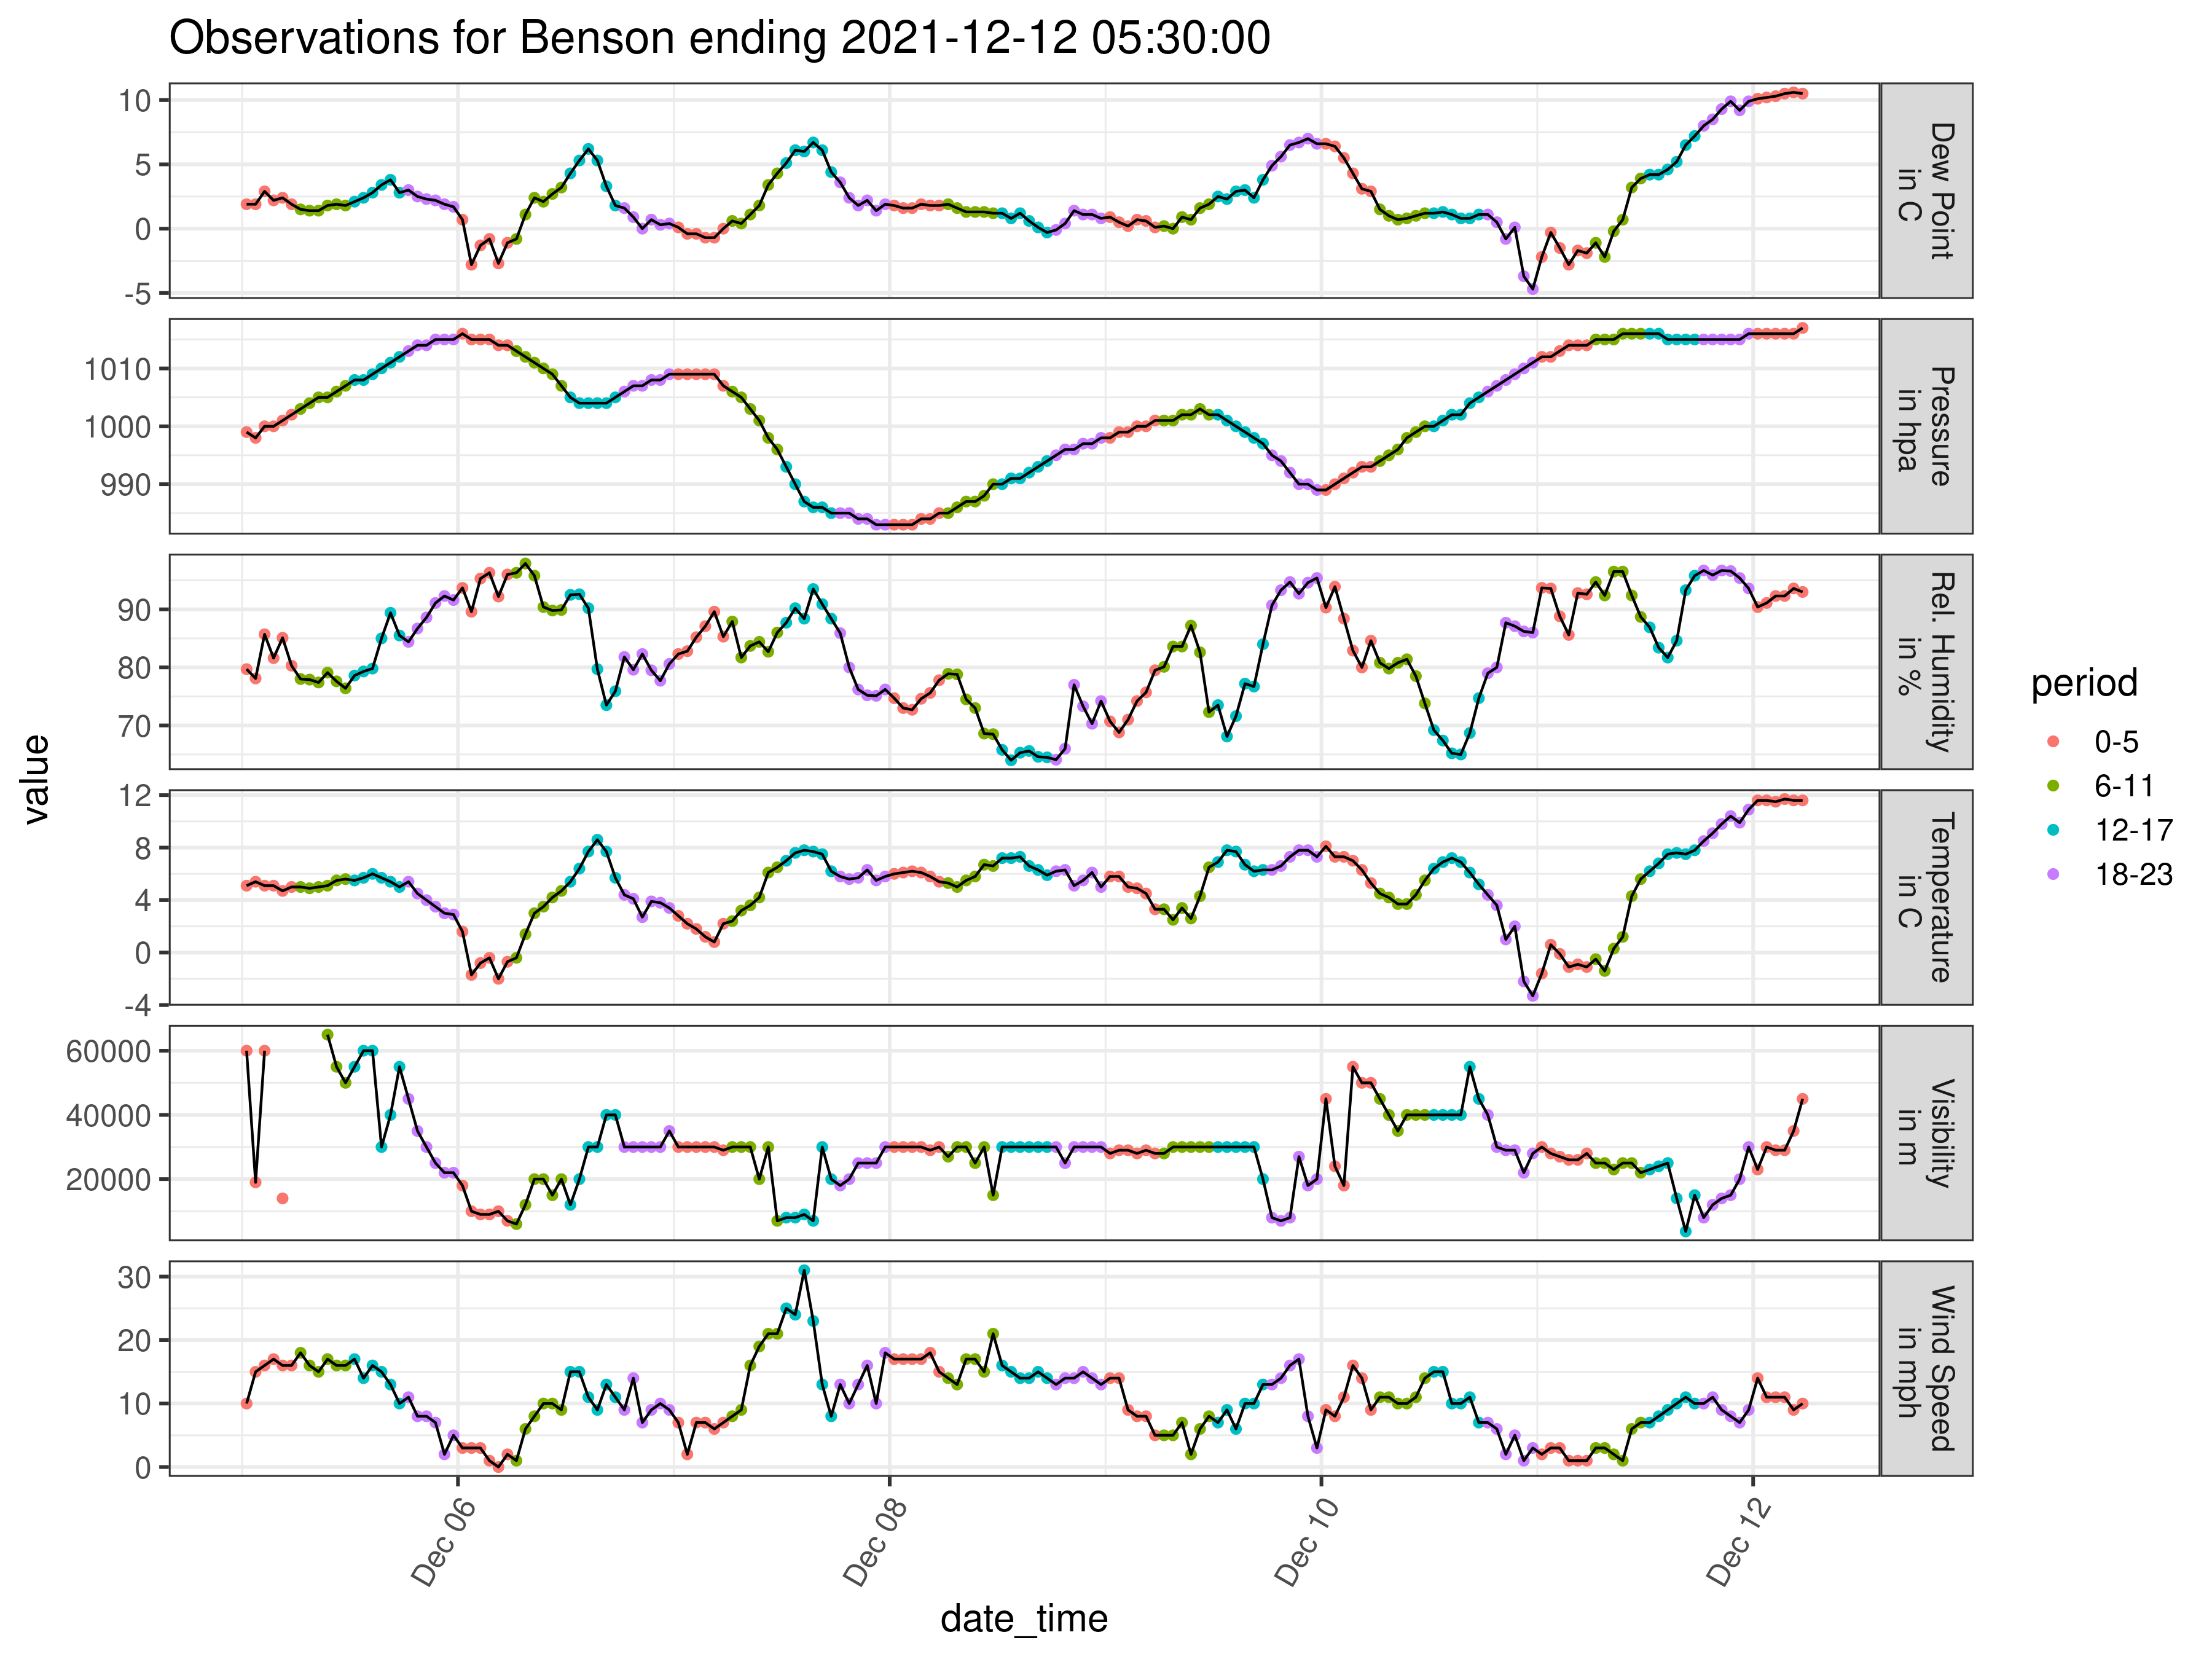 Observations for Benson ending 2021-12-12 05:30:00
10
5
0
-5
Dew Point
in C
1010
1000
990
Pressure
in hpa
90
80
70
Rel. Humidity
in %
12
8
4
0
-4
Temperature
in C
60000
40000
20000
Visibility
in m
30
20
10
0
Wind Speed
in mph
value
Dec 06
Dec 08
Dec 10
Dec 12
date_time
period
0-5
6-11
12-17
18-23